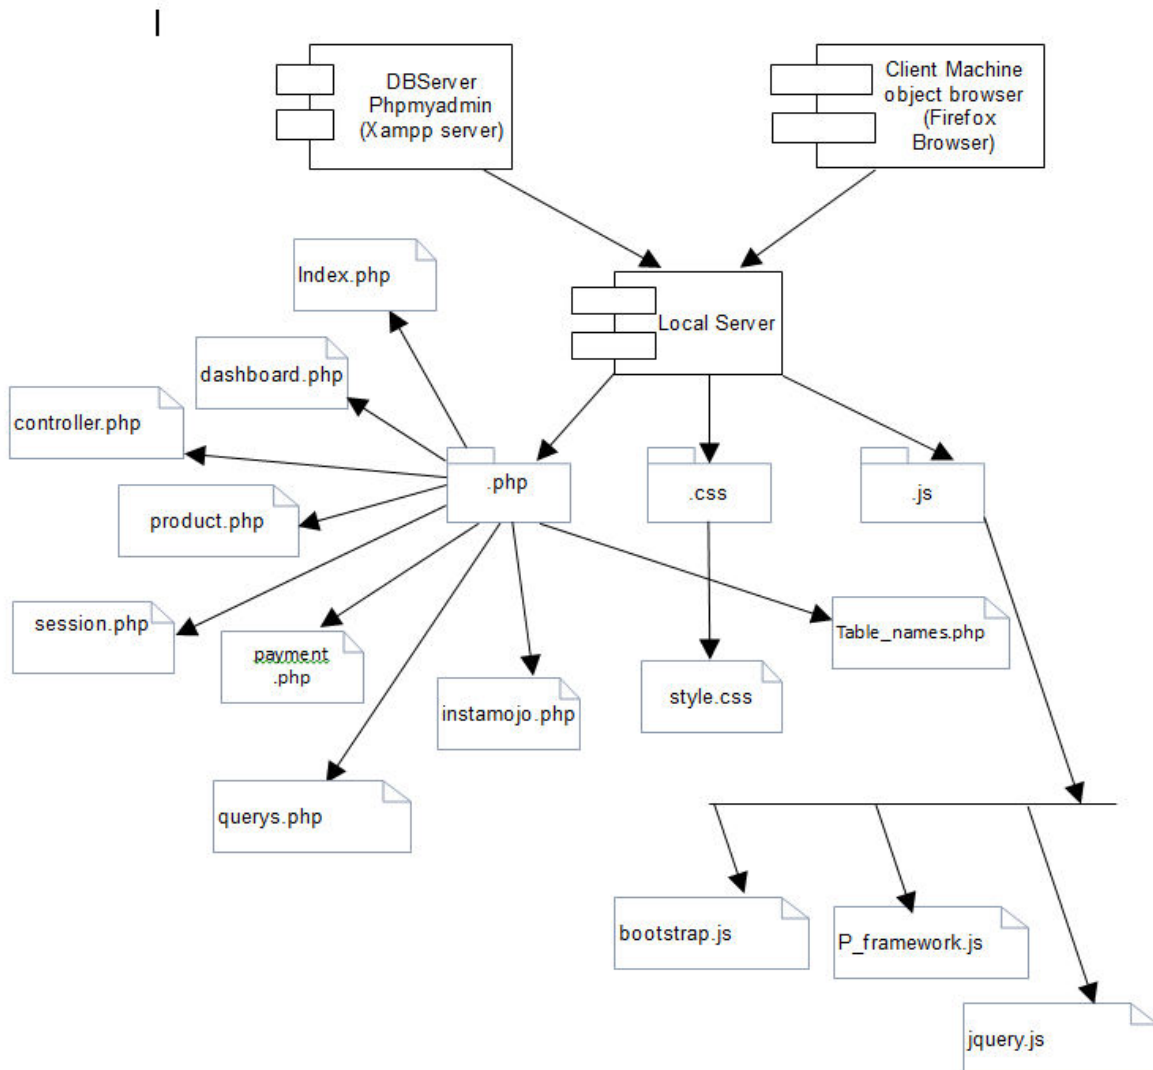 DBServer
Phpmyadmin
(Xampp server)
Client Machine
object browser
(Firefox
Browser)
Index.php
Local Server
dashboard.php
controller.php
.php
.css
.js
product.php
session.php
payment
.php
Table_names.php
style.css
instamojo.php
querys.php
bootstrap.js
P_framework.js
jquery.js